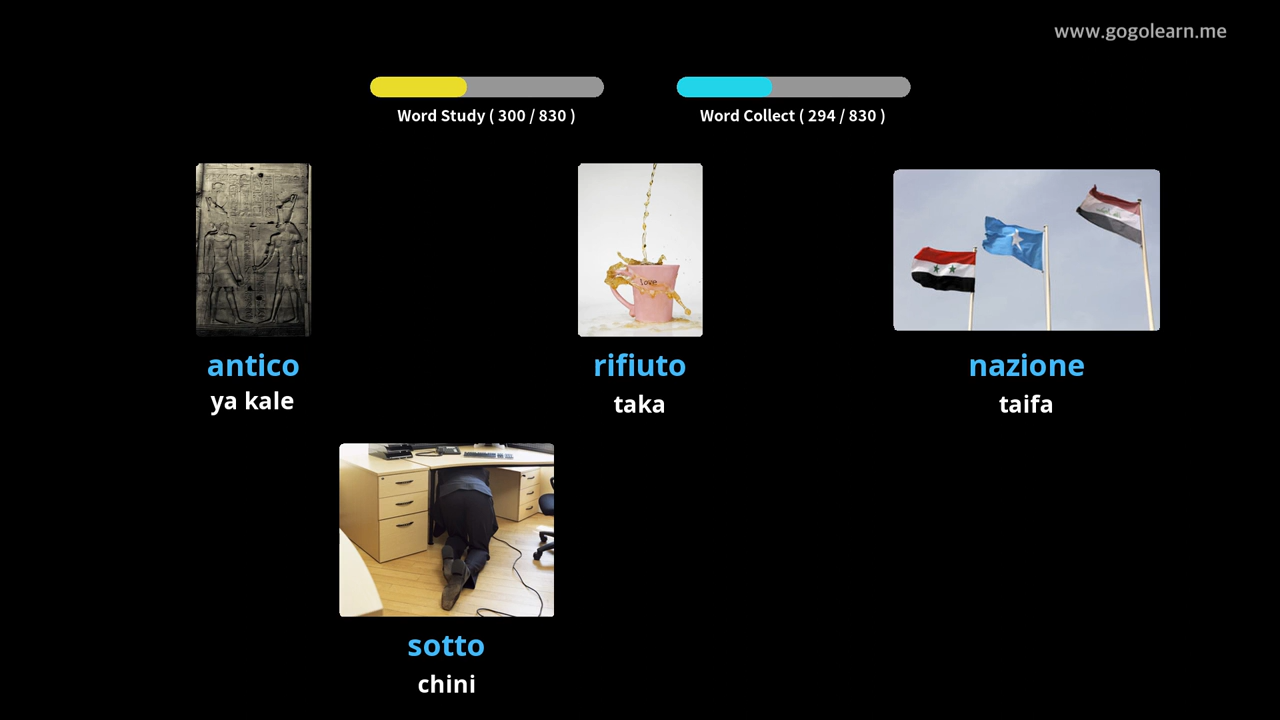 www.gogolearn.me
Word Study ( 300 / 830 )
Word Collect ( 294 / 830 )
love
antico
ya kale
rifiuto
taka
nazione
taifa
sotto
chini